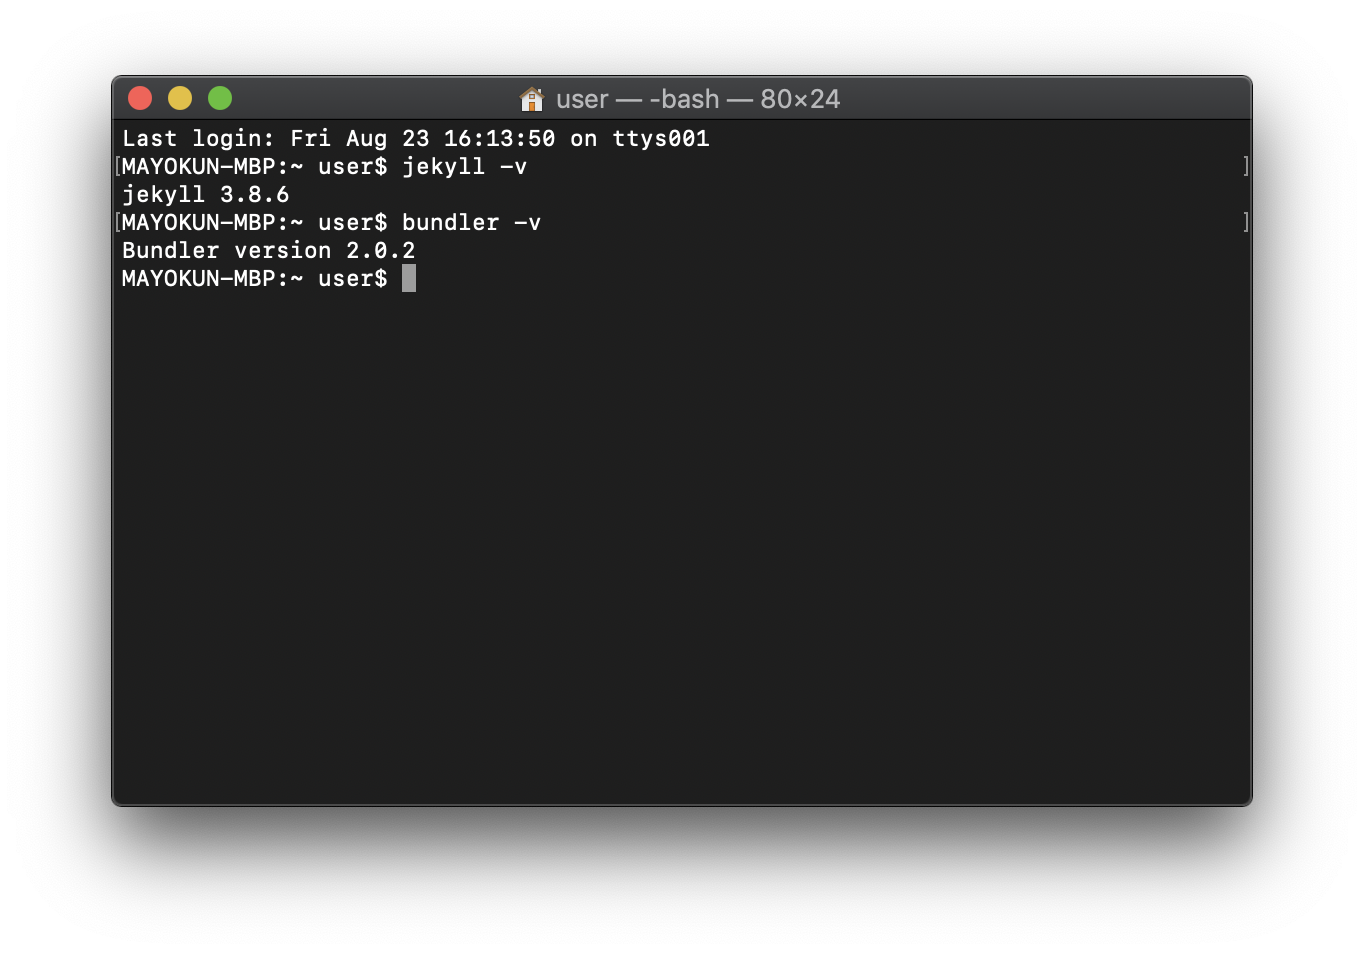 user — -bash — 80×24
Last login: Fri Aug 23 16:13:50 on ttys001
[MAYOKUN-MBP:~ user$ jekyll -v ]
jekyll 3.8.6
[MAYOKUN-MBP:~ user$ bundler -v ]
Bundler version 2.0.2
MAYOKUN-MBP:~ user$